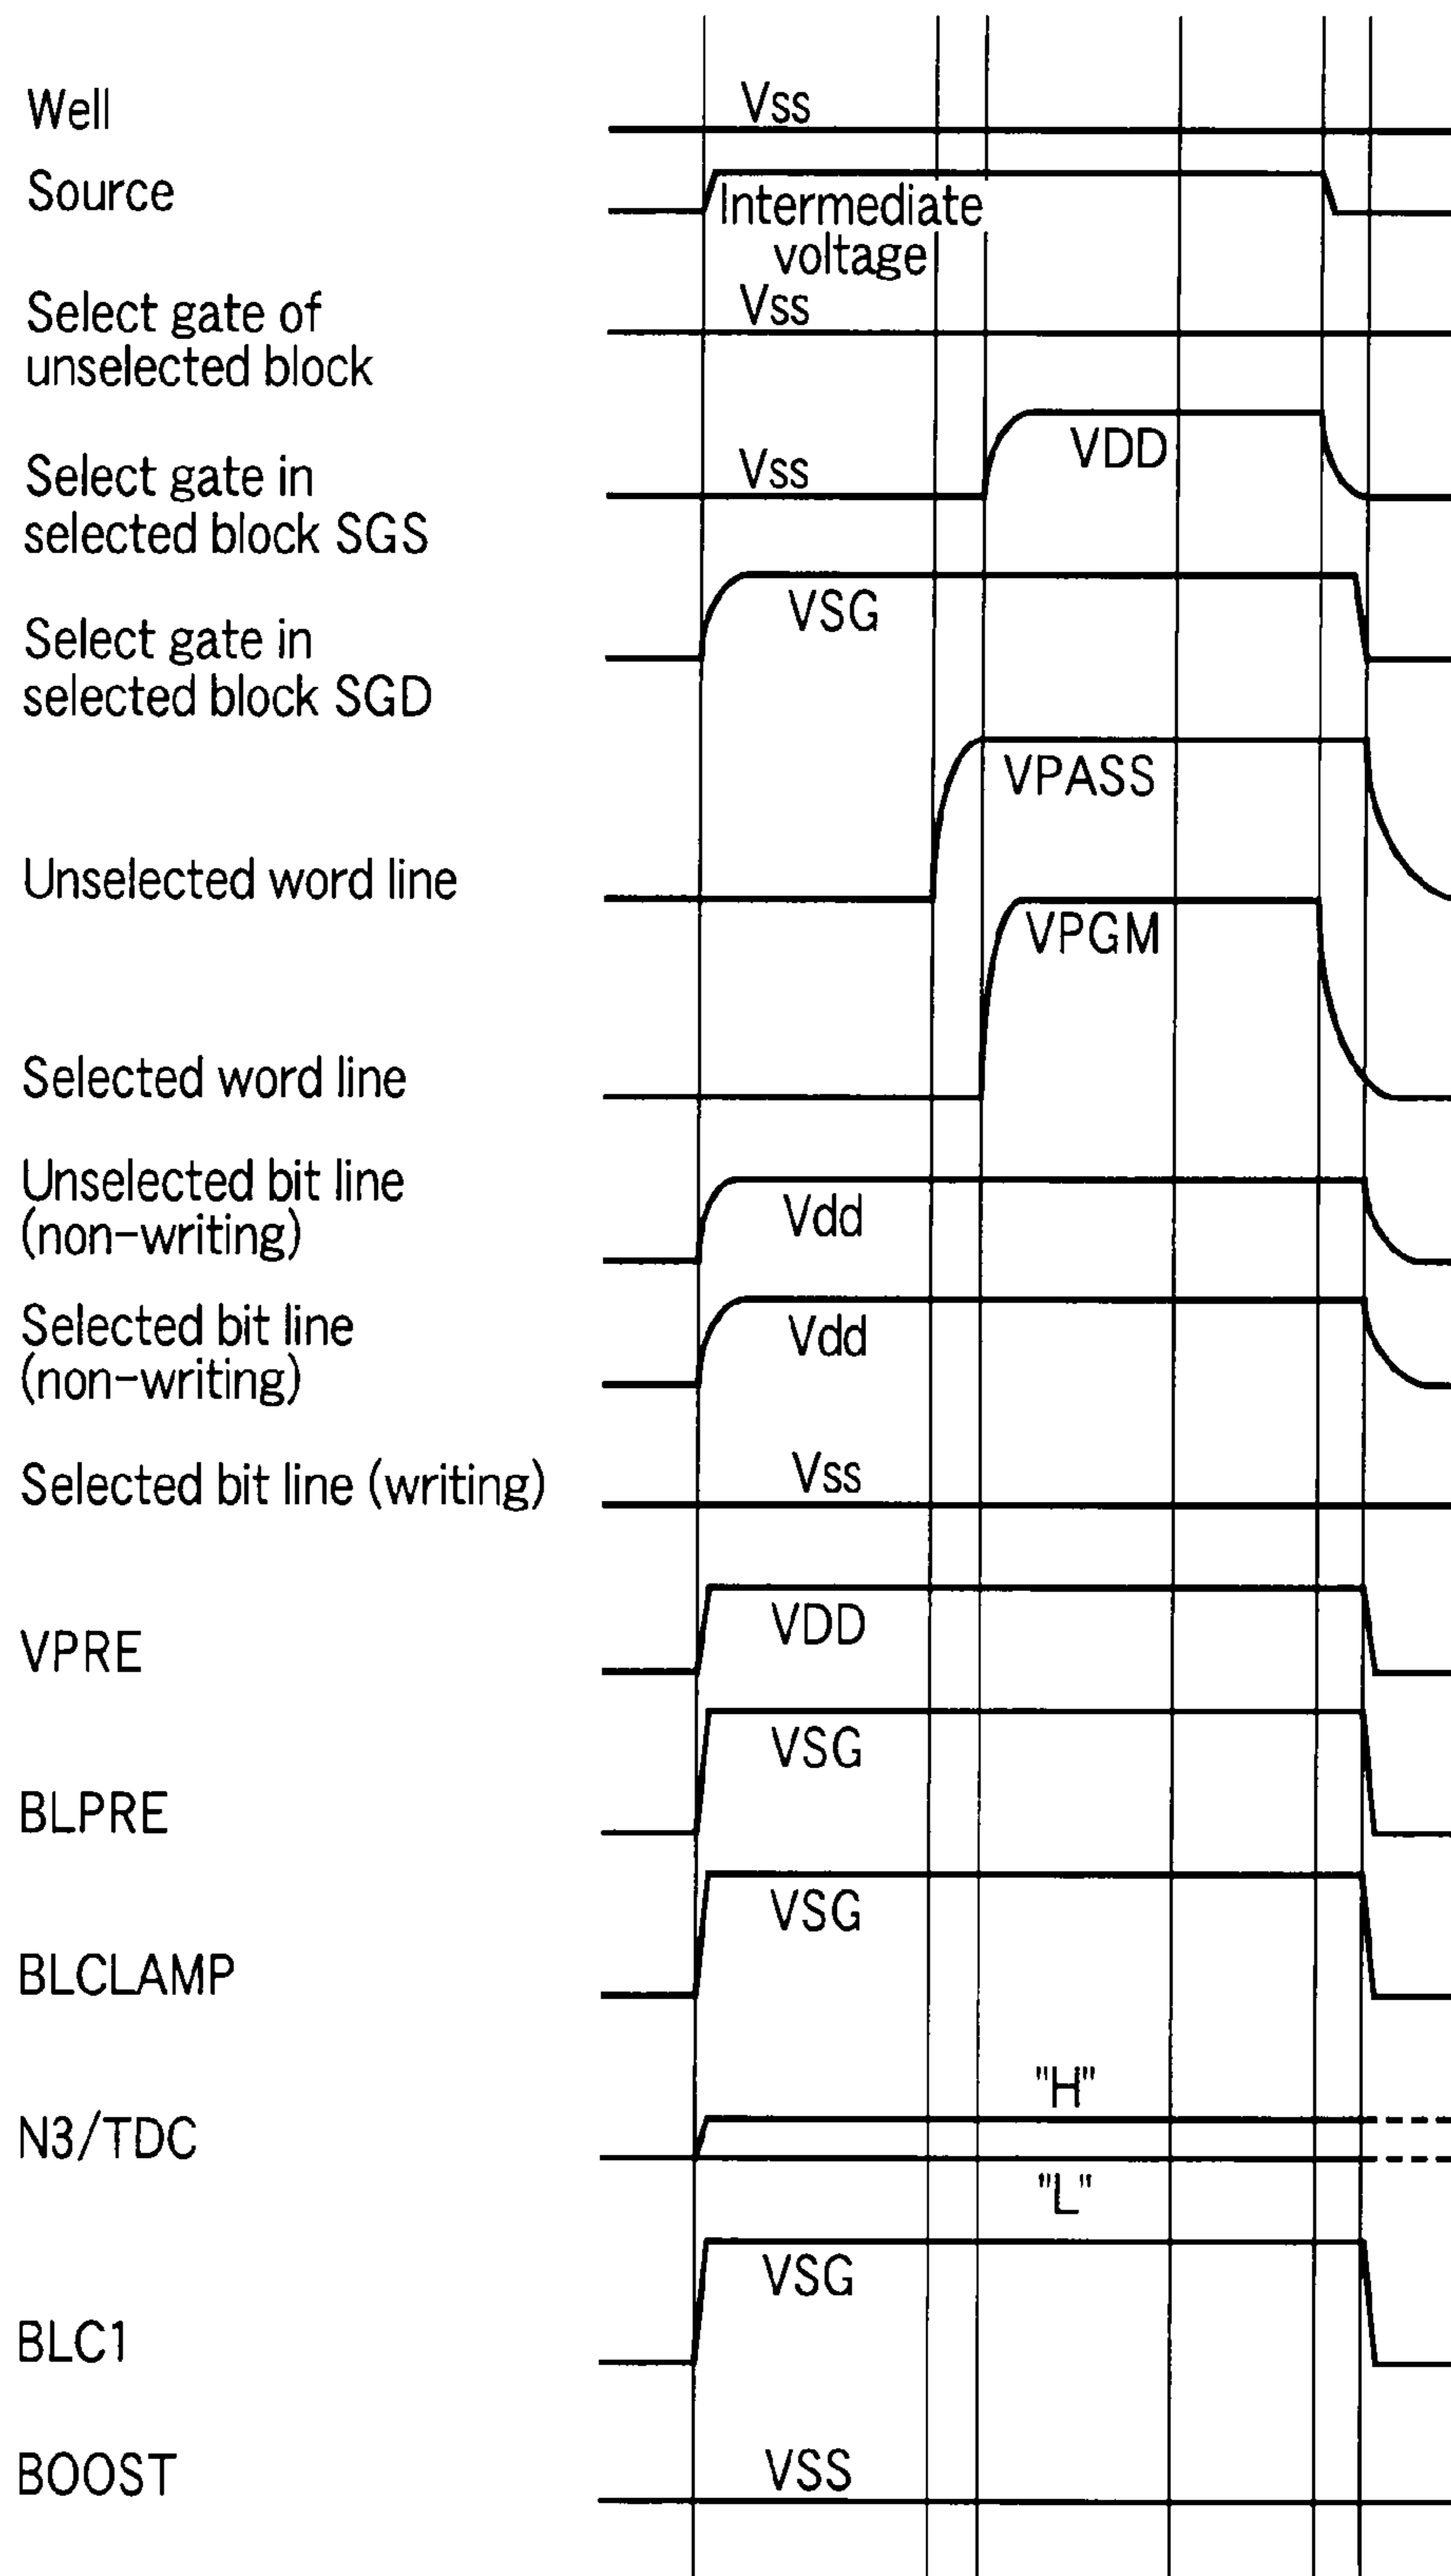 Well
Vss
Source
Intermediate
voltage
Select gate of
unselected block
Vss
Select gate in
selected block SGS
Vss
VDD
Select gate in
selected block SGD
VSG
Unselected word line
VPASS
Selected word line
VPGM
Unselected bit line
(non-writing)
Vdd
Selected bit line
(non-writing)
Vdd
Selected bit line (writing)
Vss
VPRE
VDD
BLPRE
VSG
BLCLAMP
VSG
N3/TDC
"H"
"L"
BLC1
VSG
BOOST
VSS